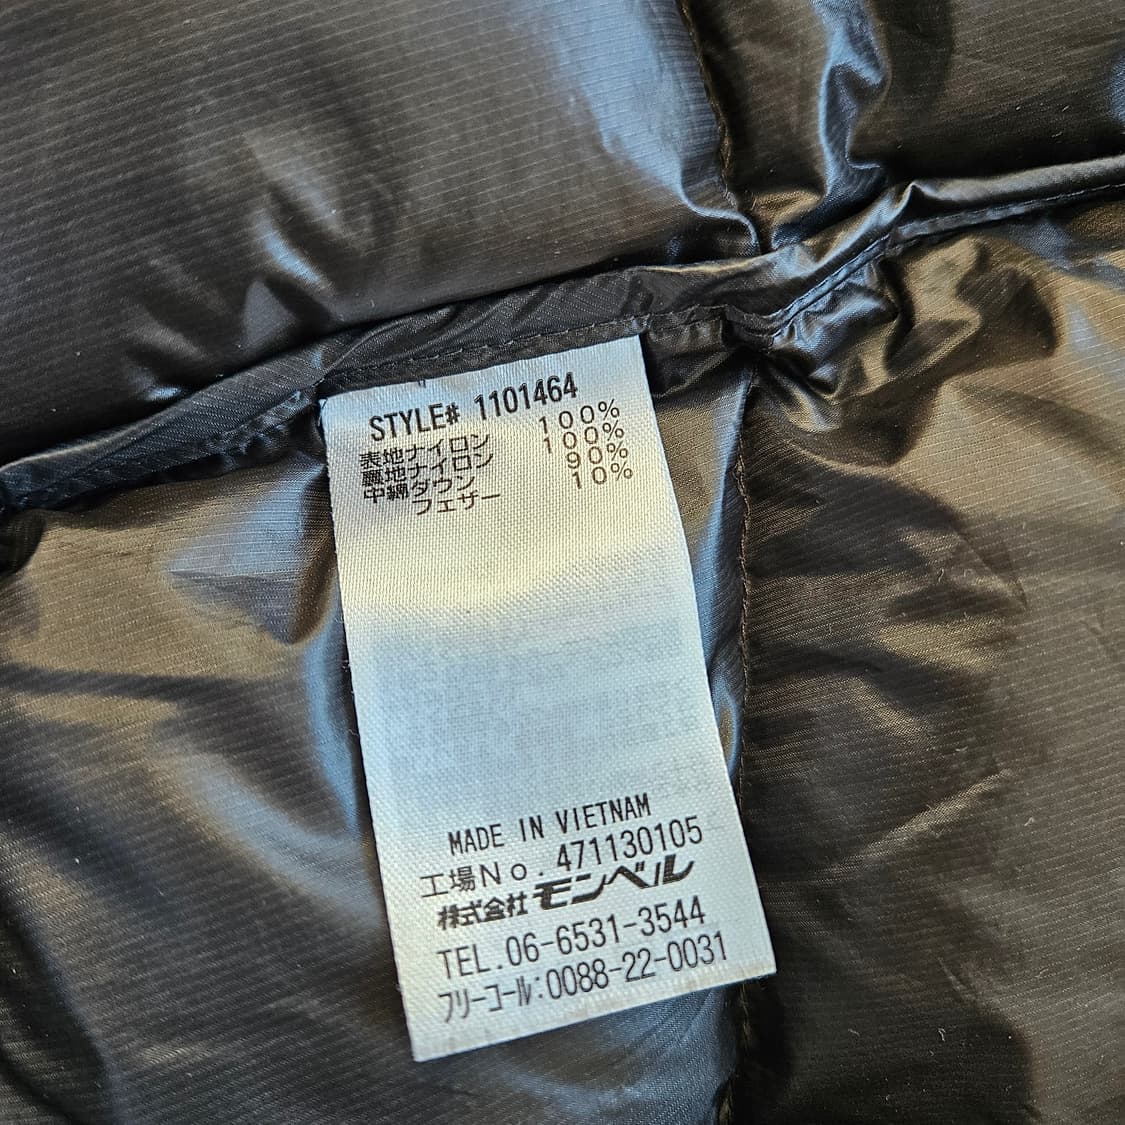 STYLE# 1101464
表地ナイロン 100%
裏地ナイロン 100%
中綿ダウン 90%
フェザー 10%
MADE IN VIETNAM
工場No. 471130105
株式会社モンベル
TEL.06-6531-3544
フリーコール:0088-22-0031